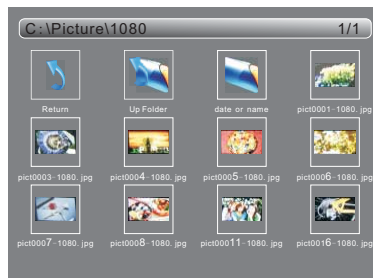 C:\Picture\1080 1/1
Return Up Folder date or name pict0001-1080. jpg
pict0003-1080. jpg pict0004-1080. jpg pict0005-1080. jpg pict0006-1080. jpg
pict0007-1080. jpg pict0008-1080. jpg pict00011-1080. jpg pict0016-1080. jpg